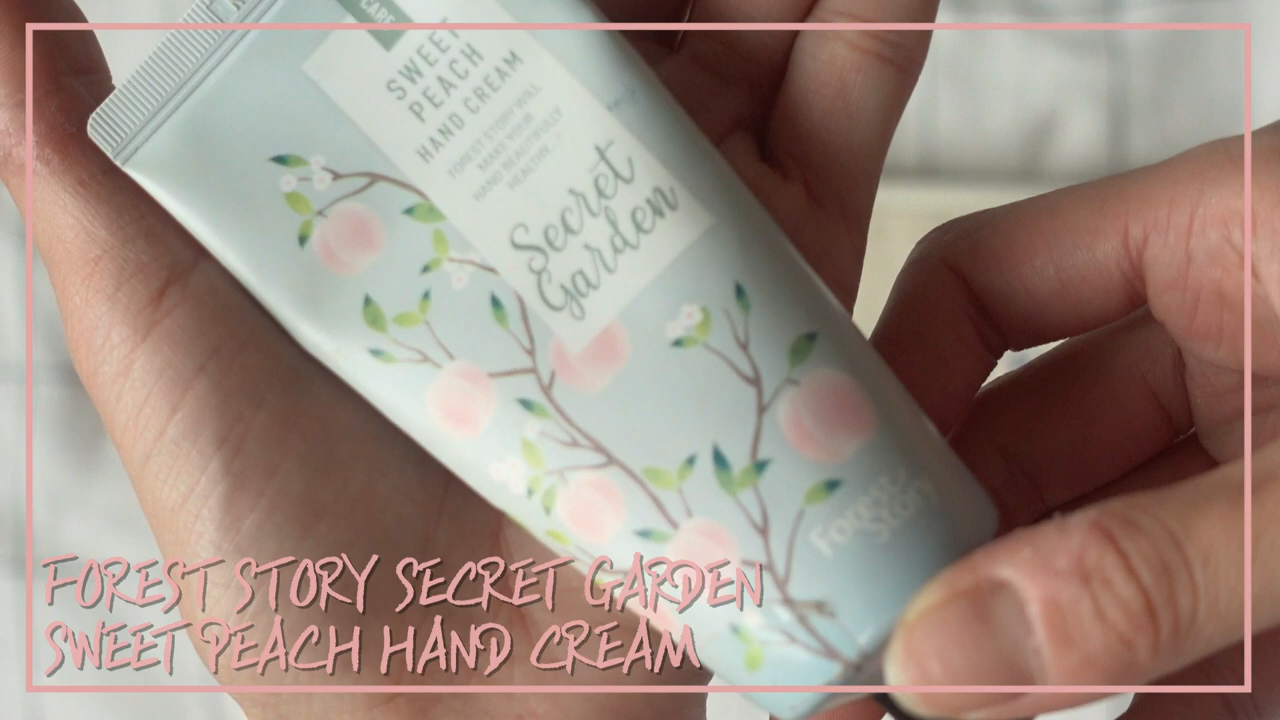 CARE
SWEET
PEACH
HAND CREAM
FOREST STORY WILL
MAKE YOUR
HAND BEAUTIFULLY
Secret
Garden
Forest
Story
FOREST STORY SECRET GARDEN
SWEET PEACH HAND CREAM